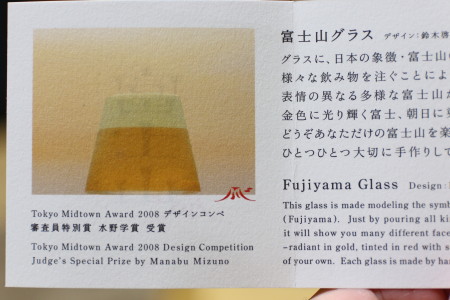 Tokyo Midtown Award 2008 デザインコンペ
審査員特別賞 水野学賞 受賞
Tokyo Midtown Award 2008 Design Competition
Judge's Special Prize by Manabu Mizuno
富士山グラス デザイン:鈴木啓
グラスに、日本の象徴・富士山
様々な飲み物を注ぐことによ
表情の異なる多様な富士山
金色に光り輝く富士、朝日に
どうぞあなただけの富士山を楽
ひとつひとつ大切に手作りして
Fujiyama Glass Design:
This glass is made modeling the symb
(Fujiyama). Just by pouring all ki
it will show you many different face
-radiant in gold, tinted in red with s
of your own. Each glass is made by ha